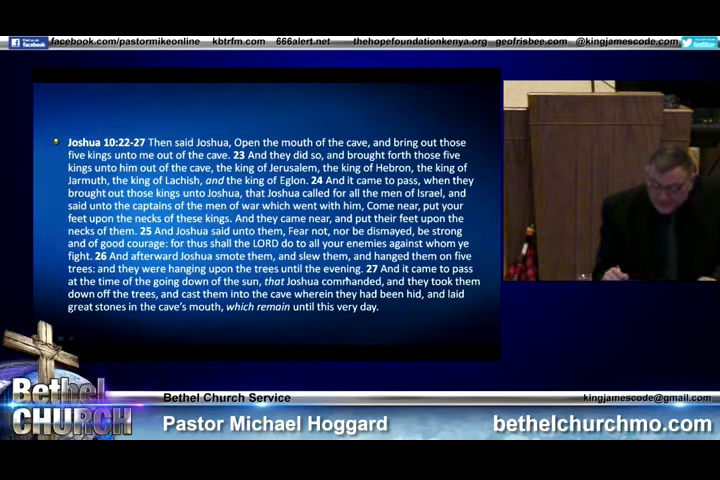 Find us on facebook facebook.com/pastormikeonline kbtrfm.com 666alert.net thehopefoundationkenya.org geofrisbee.com @kingjamescode.com twitter
Joshua 10:22-27 Then said Joshua, Open the mouth of the cave, and bring out those
five kings unto me out of the cave. 23 And they did so, and brought forth those five
kings unto him out of the cave, the king of Jerusalem, the king of Hebron, the king of
Jarmuth, the king of Lachish, and the king of Eglon. 24 And it came to pass, when they
brought out those kings unto Joshua, that Joshua called for all the men of Israel, and
said unto the captains of the men of war which went with him, Come near, put your
feet upon the necks of these kings. And they came near, and put their feet upon the
necks of them. 25 And Joshua said unto them, Fear not, nor be dismayed, be strong
and of good courage: for thus shall the LORD do to all your enemies against whom ye
fight. 26 And afterward Joshua smote them, and slew them, and hanged them on five
trees: and they were hanging upon the trees until the evening. 27 And it came to pass
at the time of the going down of the sun, that Joshua commanded, and they took them
down off the trees, and cast them into the cave wherein they had been hid, and laid
great stones in the cave's mouth, which remain until this very day.
Bethel
CHURCH
Bethel Church Service kingjamescode@gmail.com
Pastor Michael Hoggard bethelchurchmo.com